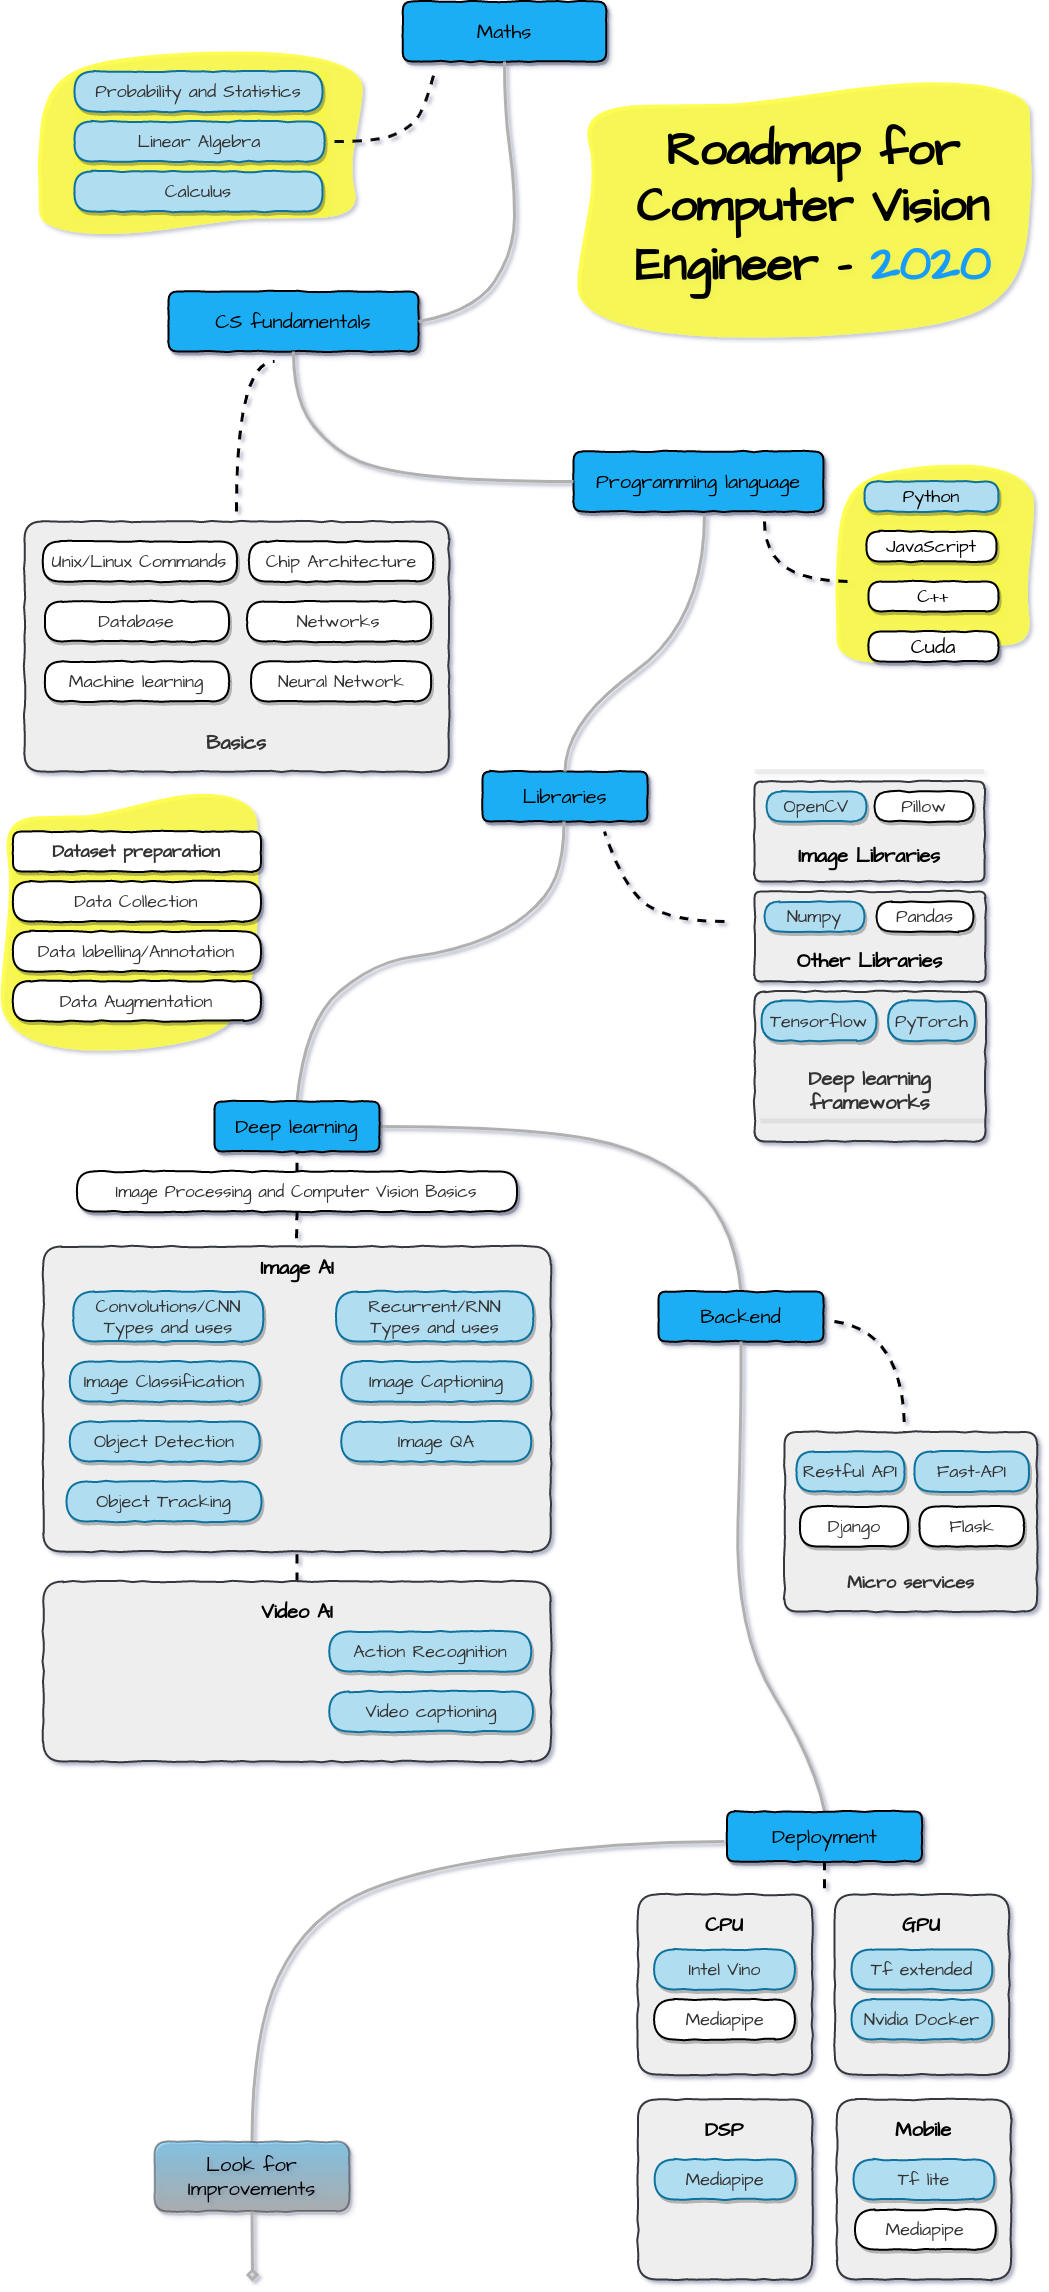 Maths
Probability and Statistics
Linear Algebra
Calculus
Roadmap for
Computer Vision
Engineer - 2020
CS fundamentals
Programming language
Python
JavaScript
C++
Cuda
Unix/Linux Commands
Chip Architecture
Database
Networks
Machine learning
Neural Network
Basics
Libraries
OpenCV
Pillow
Image Libraries
Numpy
Pandas
Other Libraries
Tensorflow
PyTorch
Deep learning
frameworks
Dataset preparation
Data Collection
Data labelling/Annotation
Data Augmentation
Deep learning
Image Processing and Computer Vision Basics
Image AI
Convolutions/CNN
Types and uses
Recurrent/RNN
Types and uses
Image Classification
Image Captioning
Object Detection
Image QA
Object Tracking
Video AI
Action Recognition
Video captioning
Backend
Restful API
Fast-API
Django
Flask
Micro services
Deployment
CPU
Intel Vino
Mediapipe
GPU
Tf extended
Nvidia Docker
DSP
Mediapipe
Mobile
Tf lite
Mediapipe
Look for
Improvements